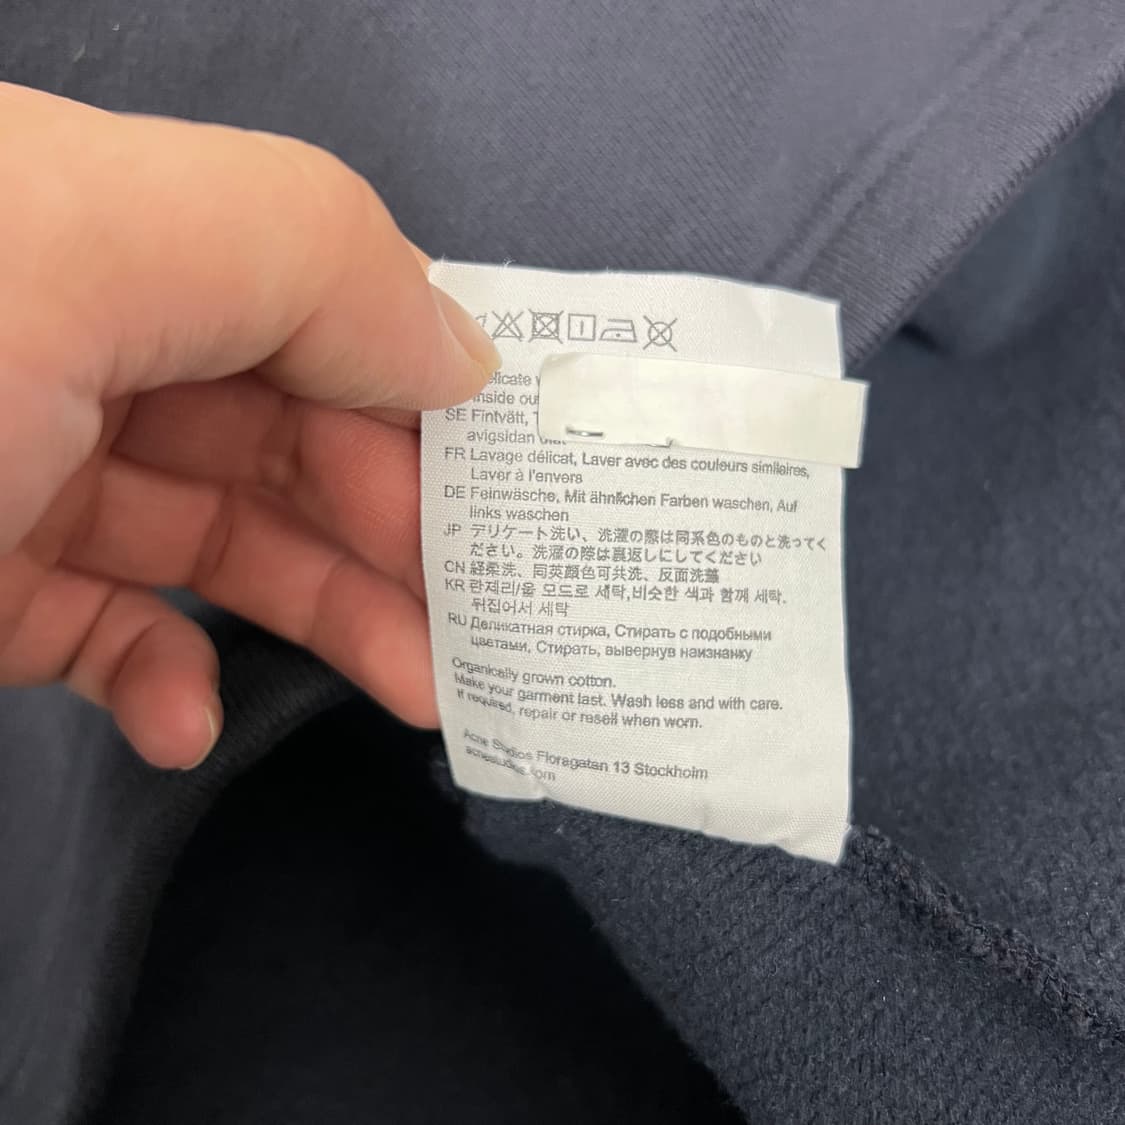 inside
SE Fintvätt,
avigsidan
FR Lavage délicat, Laver avec des couleurs similaires,
Laver à l'envers
DE Feinwäsche, Mit ähnlichen Farben waschen, Auf
links waschen
JP デリケート洗い、洗濯の際は同系色のものと洗ってく
ださい。洗濯の際は裏返しにしてください
CN 轻柔洗、同类颜色可共洗、反面洗涤
KR 란제리/울 모드로 세탁,비슷한 색과 함께 세탁.
뒤집어서 세탁
RU Деликатная стирка, Стирать с подобными
цветами, Стирать, вывернув наизнанку
Organically grown cotton.
Make your garment last. Wash less and with care.
If required, repair or resell when worn.
Acne Studios Floragatan 13 Stockholm
acnestudios.com